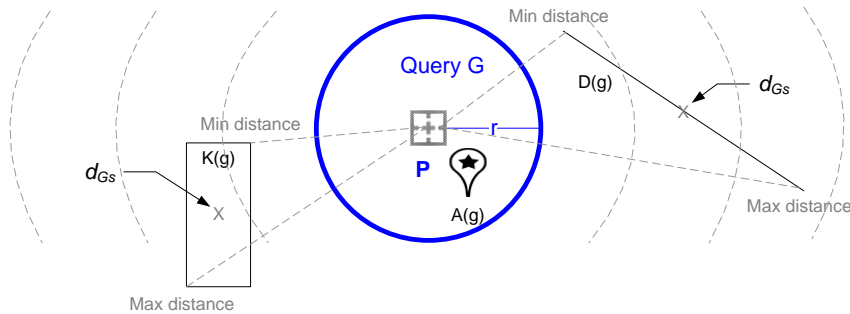 Min distance
Query G
D(g)
d_Gs
Min distance
r
K(g)
d_Gs
P
A(g)
Max distance
Max distance
X
X